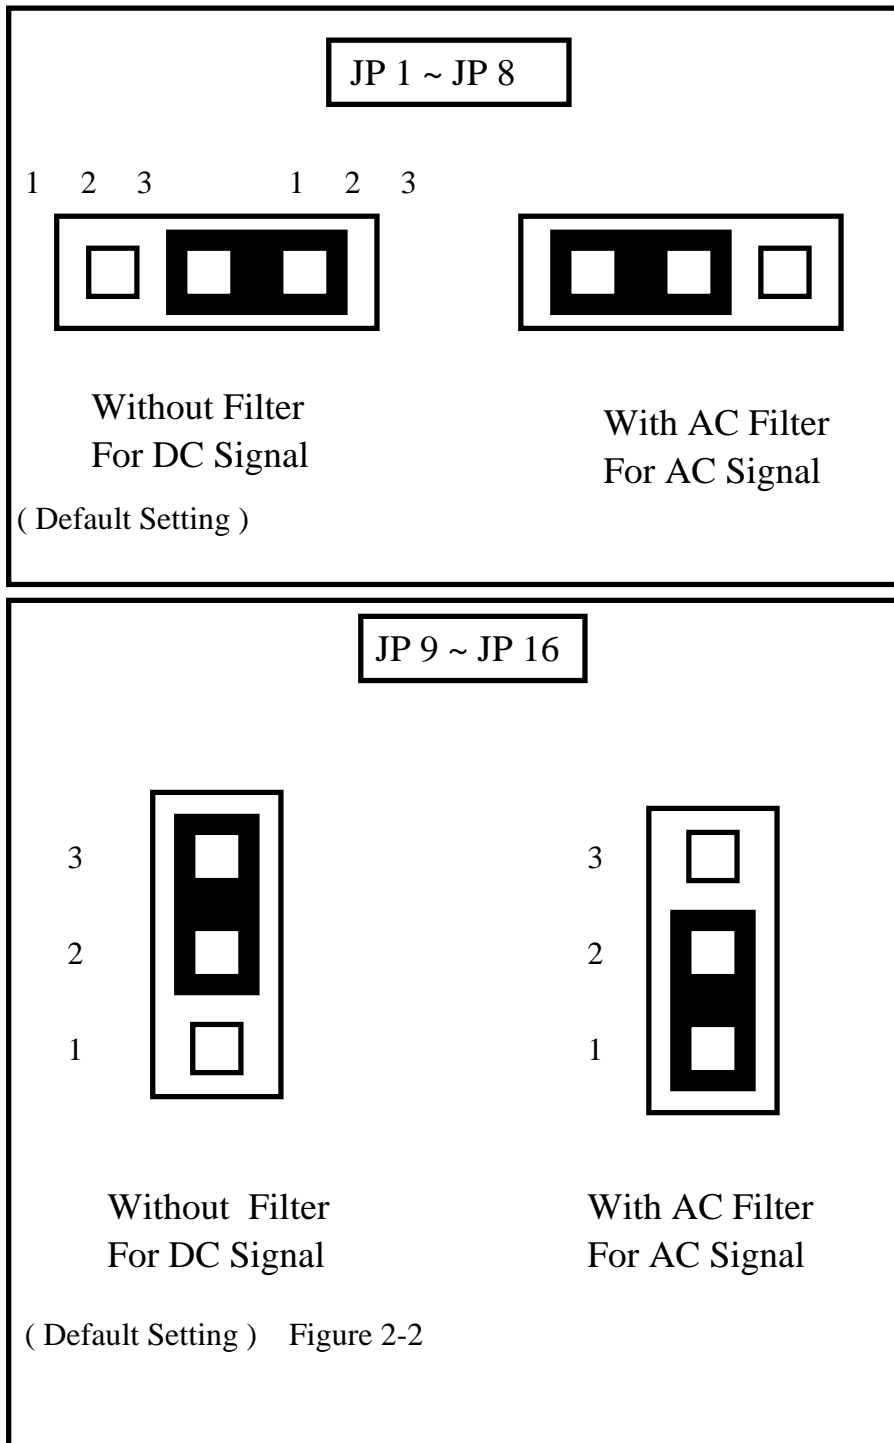 JP 1 ~ JP 8
1 2 3 1 2 3
Without Filter
For DC Signal
With AC Filter
For AC Signal
( Default Setting )
JP 9 ~ JP 16
3
2
1
3
2
1
Without Filter
For DC Signal
With AC Filter
For AC Signal
( Default Setting ) Figure 2-2